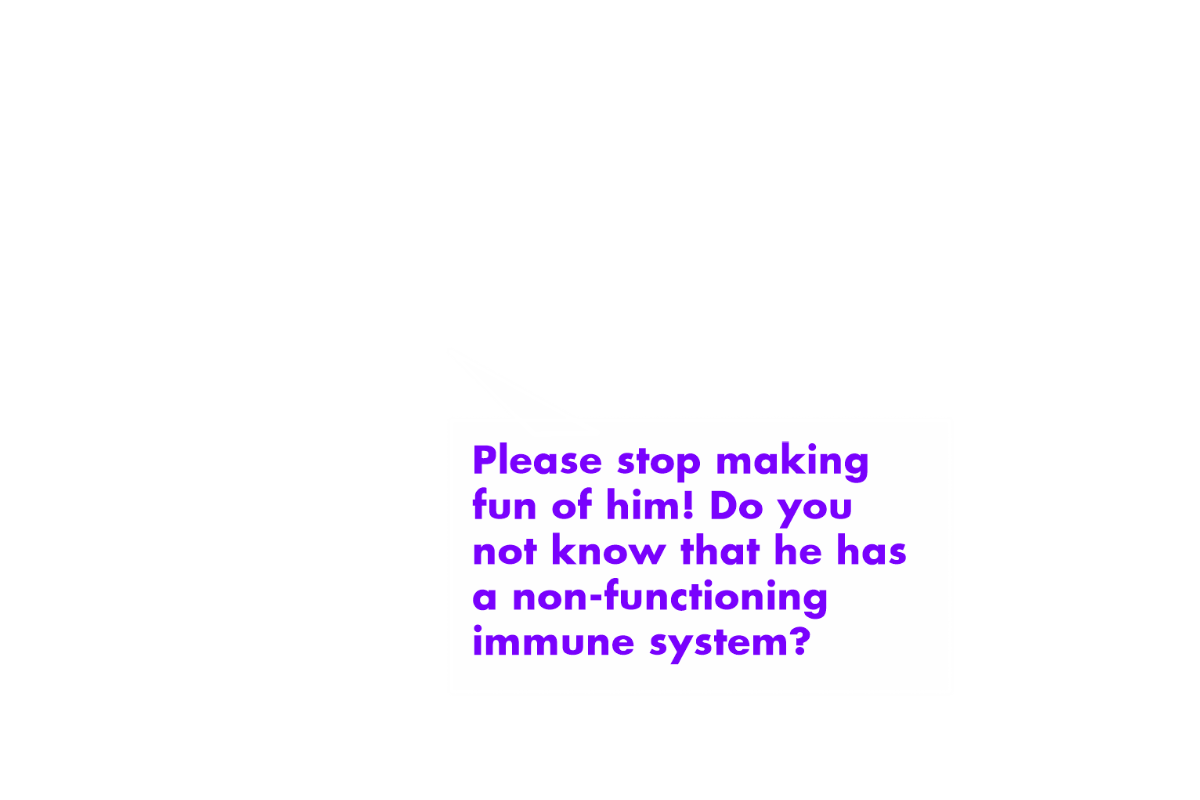 Please stop making
fun of him! Do you
not know that he has
a non-functioning
immune system?